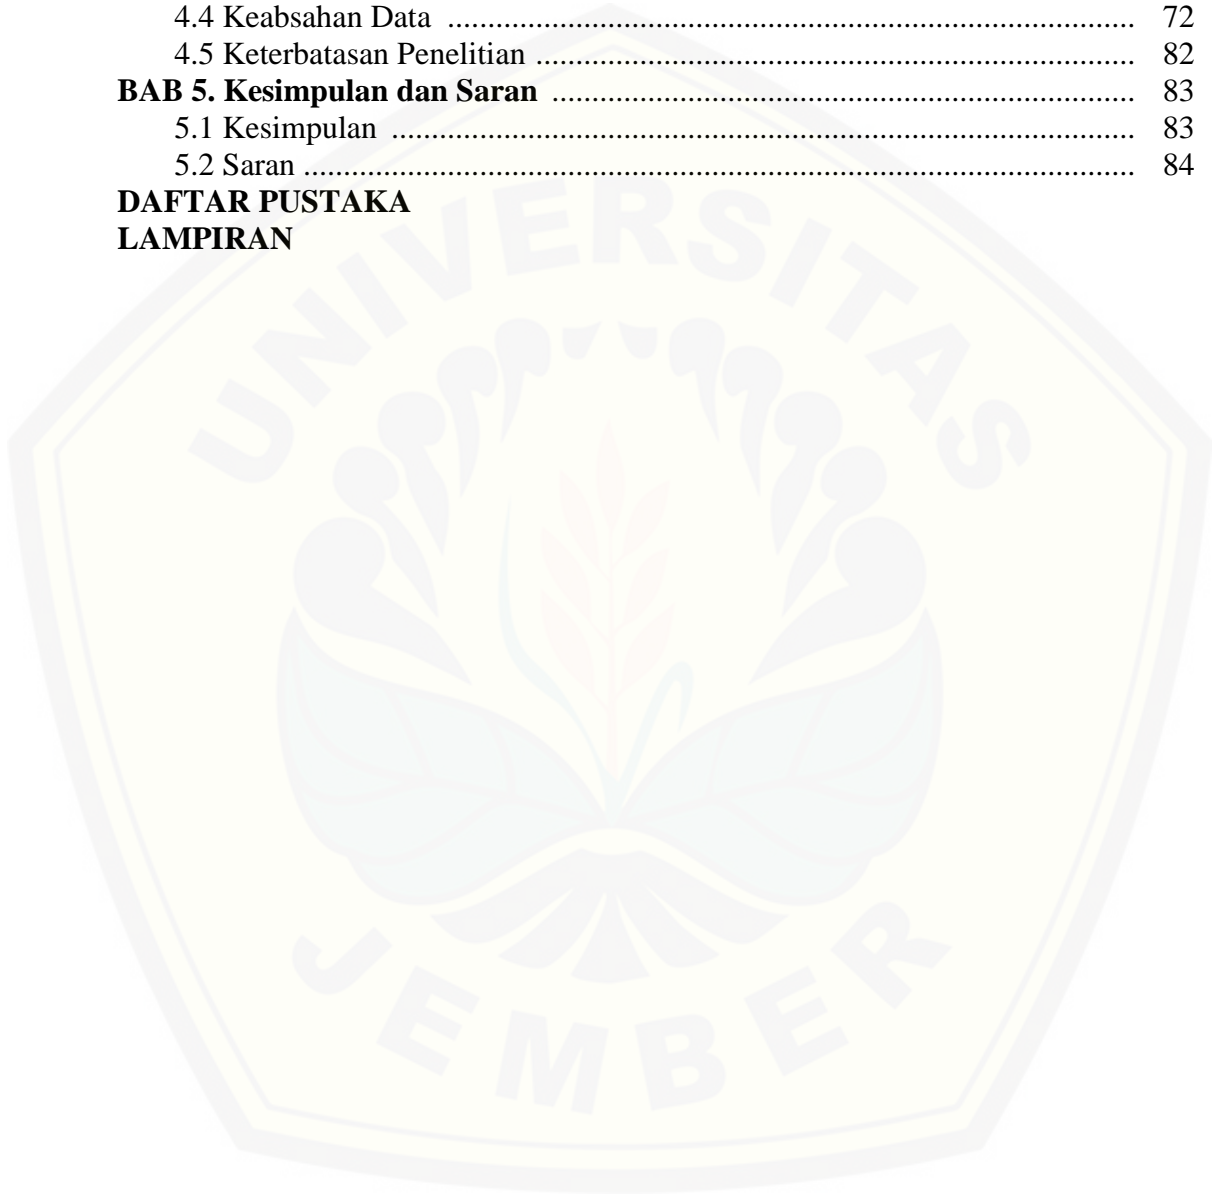 4.4 Keabsahan Data ...................................................................................... 72
4.5 Keterbatasan Penelitian ........................................................................... 82
BAB 5. Kesimpulan dan Saran ......................................................................... 83
5.1 Kesimpulan ............................................................................................. 83
5.2 Saran ........................................................................................................ 84
DAFTAR PUSTAKA
LAMPIRAN
UNIVERSITAS
JEMBER